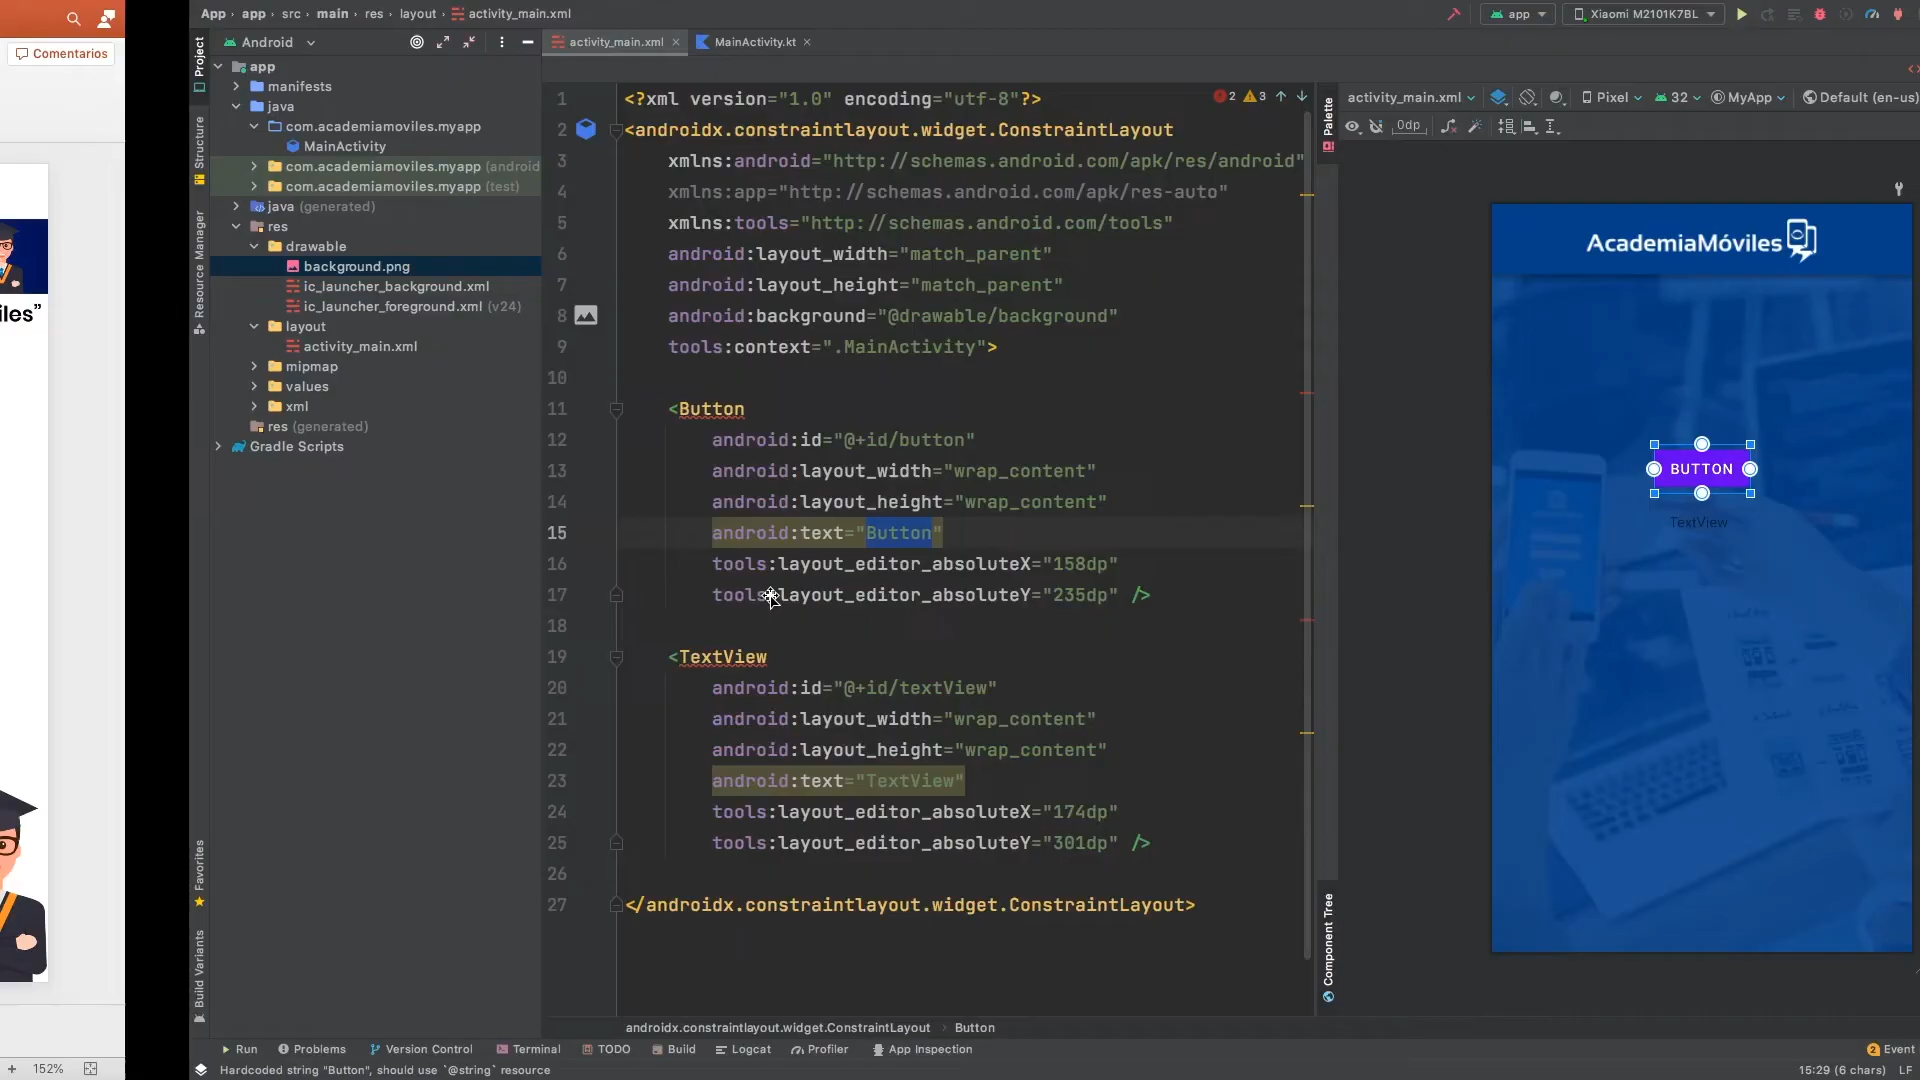 Comentarios
iles”
152%
App app src main res layout activity_main.xml
app
Xiaomi M2101K7BL
Android
activity_main.xml
MainActivity.kt
Project
Structure
Resource Manager
Favorites
Build Variants
app
manifests
java
com.academiamoviles.myapp
MainActivity
com.academiamoviles.myapp (android
com.academiamoviles.myapp (test)
java (generated)
res
drawable
background.png
ic_launcher_background.xml
ic_launcher_foreground.xml (v24)
layout
activity_main.xml
mipmap
values
xml
res (generated)
Gradle Scripts
1 <?xml version="1.0" encoding="utf-8"?>
2 <androidx.constraintlayout.widget.ConstraintLayout
3 xmlns:android="http://schemas.android.com/apk/res/android"
4 xmlns:app="http://schemas.android.com/apk/res-auto"
5 xmlns:tools="http://schemas.android.com/tools"
6 android:layout_width="match_parent"
7 android:layout_height="match_parent"
8 android:background="@drawable/background"
9 tools:context=".MainActivity">
10
11 <Button
12 android:id="@+id/button"
13 android:layout_width="wrap_content"
14 android:layout_height="wrap_content"
15 android:text="Button"
16 tools:layout_editor_absoluteX="158dp"
17 tools:layout_editor_absoluteY="235dp" />
18
19 <TextView
20 android:id="@+id/textView"
21 android:layout_width="wrap_content"
22 android:layout_height="wrap_content"
23 android:text="TextView"
24 tools:layout_editor_absoluteX="174dp"
25 tools:layout_editor_absoluteY="301dp" />
26
27 </androidx.constraintlayout.widget.ConstraintLayout>
2 3
Palette
Component Tree
activity_main.xml Pixel 32 MyApp Default (en-us)
0dp
AcademiaMóviles
BUTTON
TextView
androidx.constraintlayout.widget.ConstraintLayout Button
Run Problems Version Control Terminal TODO Build Logcat Profiler App Inspection
2 Event
Hardcoded string "Button", should use `@string` resource
15:29 (6 chars) LF